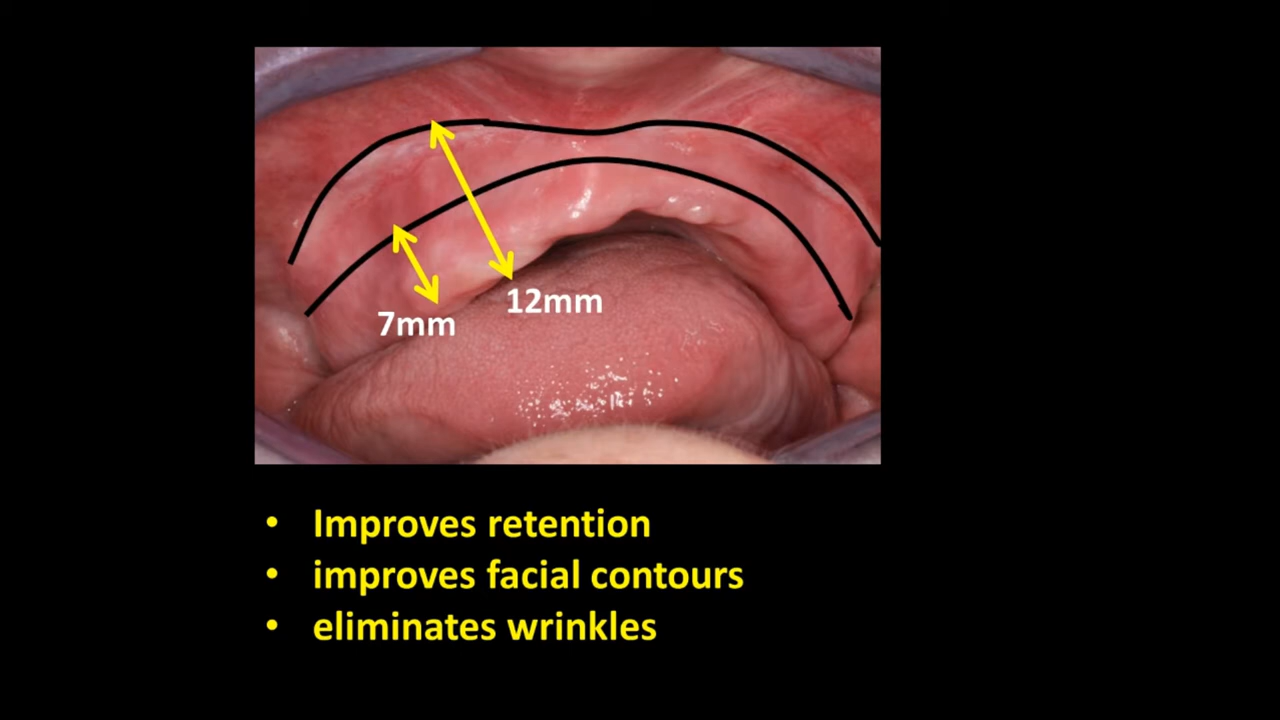 12mm
7mm
• Improves retention
• improves facial contours
• eliminates wrinkles